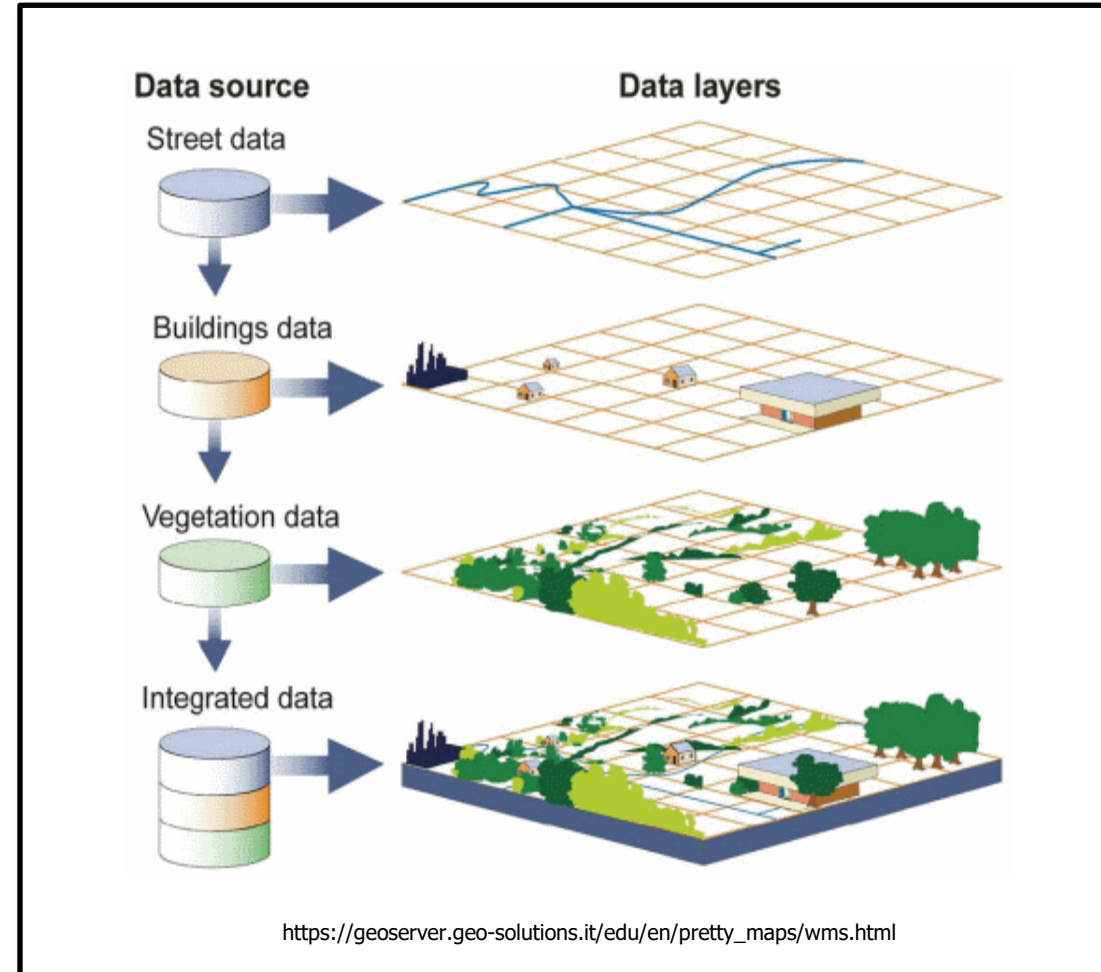 Data source
Data layers
Street data
Buildings data
Vegetation data
Integrated data
https://geoserver.geo-solutions.it/edu/en/pretty_maps/wms.html